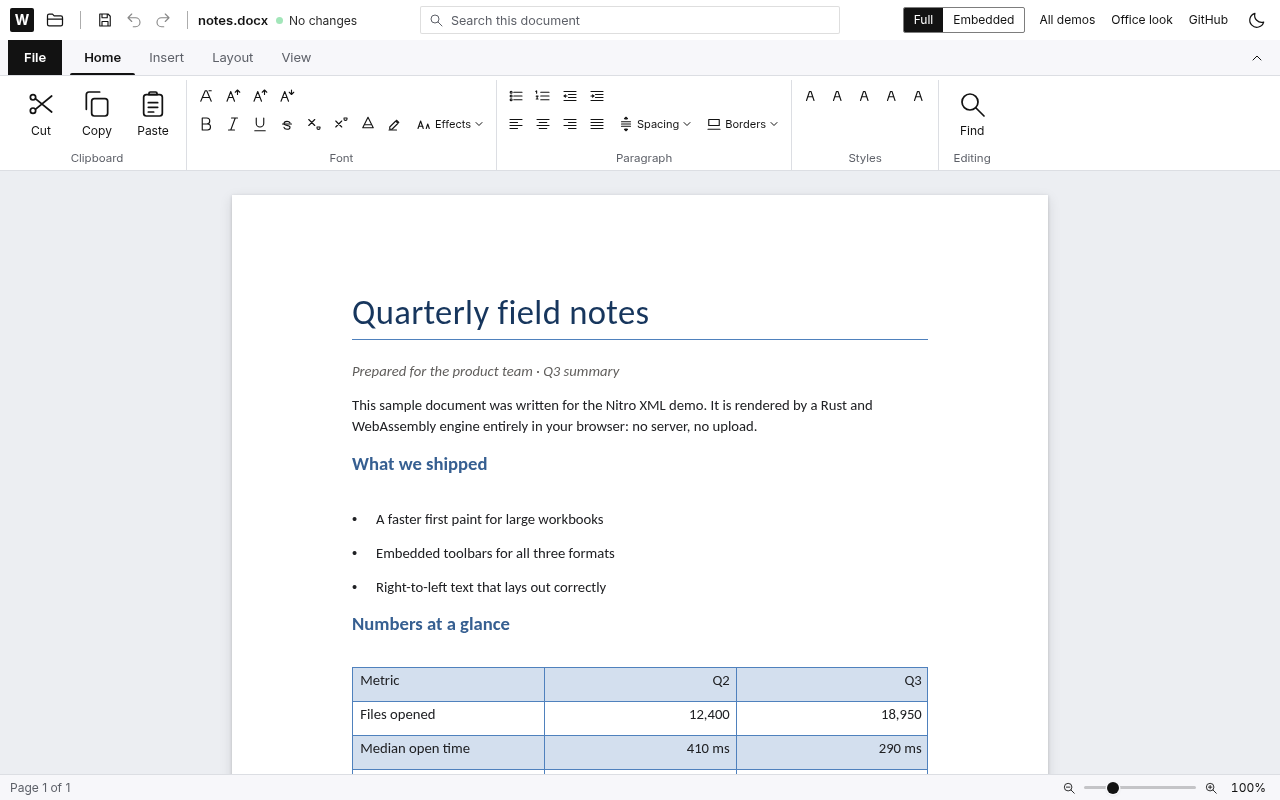 W notes.docx No changes Search this document Full Embedded All demos Office look GitHub
File Home Insert Layout View
Cut Copy Paste Effects Spacing Borders Find
Clipboard Font Paragraph Styles Editing
Quarterly field notes
Prepared for the product team · Q3 summary
This sample document was written for the Nitro XML demo. It is rendered by a Rust and
WebAssembly engine entirely in your browser: no server, no upload.
What we shipped
• A faster first paint for large workbooks
• Embedded toolbars for all three formats
• Right-to-left text that lays out correctly
Numbers at a glance
Metric Q2 Q3
Files opened 12,400 18,950
Median open time 410 ms 290 ms
Page 1 of 1 100%